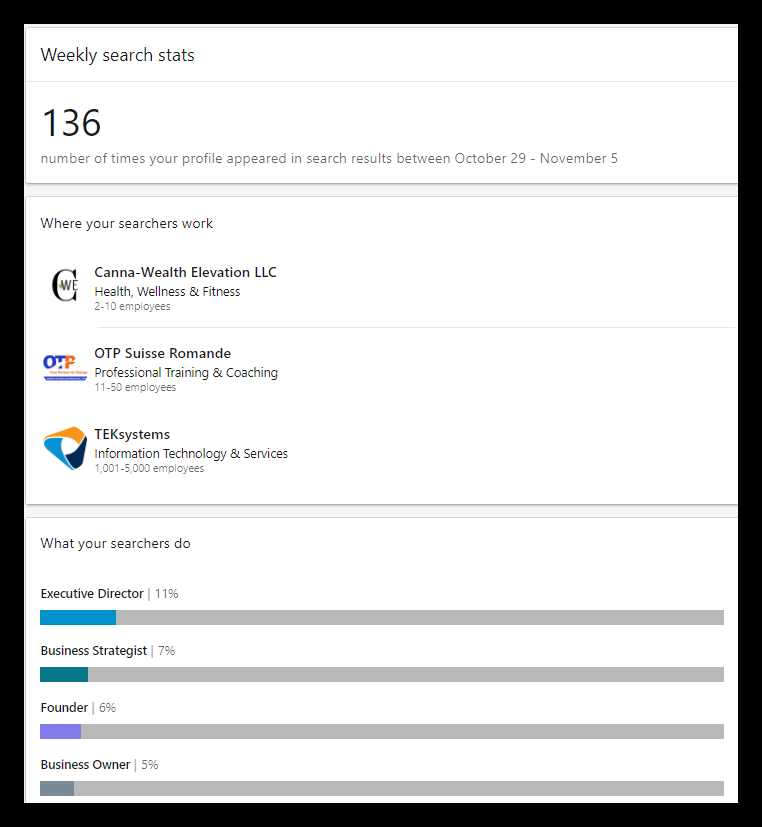 Weekly search stats
136
number of times your profile appeared in search results between October 29 - November 5
Where your searchers work
CWE
Canna-Wealth Elevation LLC
Health, Wellness & Fitness
2-10 employees
OTP
OTP Suisse Romande
Professional Training & Coaching
11-50 employees
TEKsystems
Information Technology & Services
1,001-5,000 employees
What your searchers do
Executive Director | 11%
Business Strategist | 7%
Founder | 6%
Business Owner | 5%